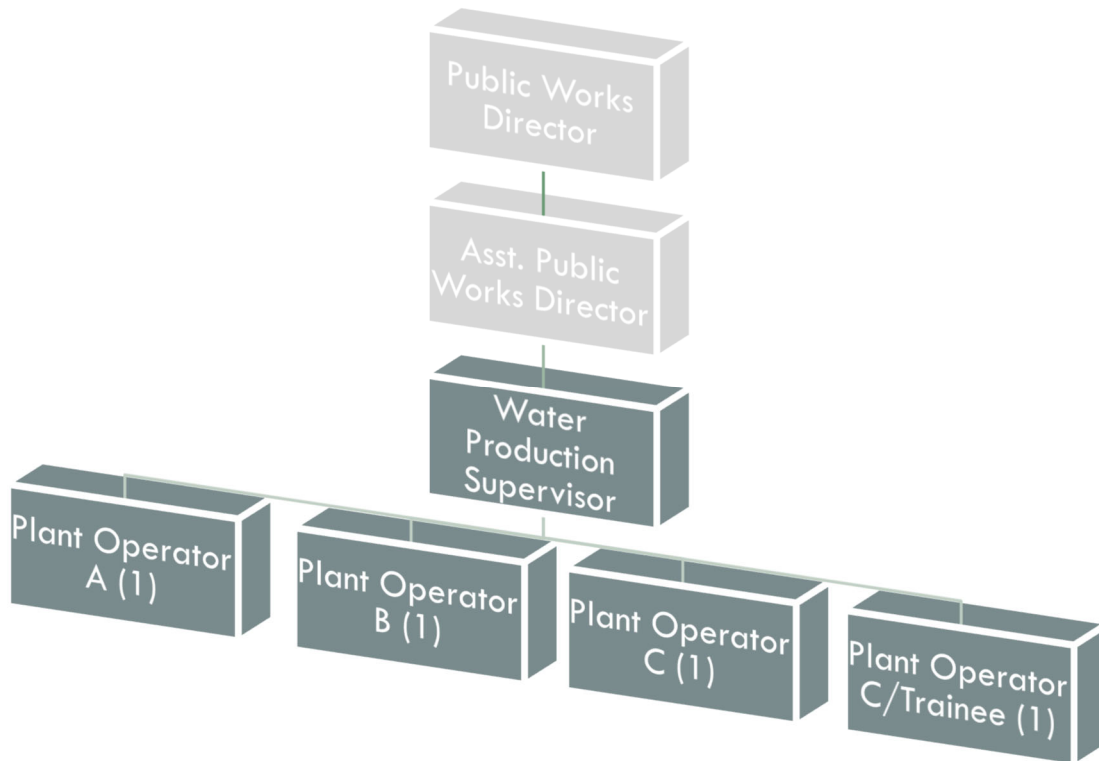 Public Works
Director
Asst. Public
Works Director
Water
Production
Supervisor
Plant Operator
A (1)
Plant Operator
B (1)
Plant Operator
C (1)
Plant Operator
C/Trainee (1)